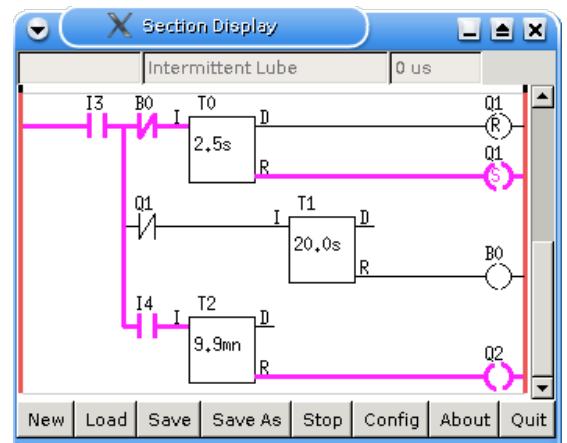 X Section Display
Intermittent Lube 0 us
I3 B0 T0 Q1
I D R
2.5s Q1
R S
Q1 T1
I D
20.0s B0
R
I4 T2
I D
9.9mn Q2
R
New Load Save Save As Stop Config About Quit